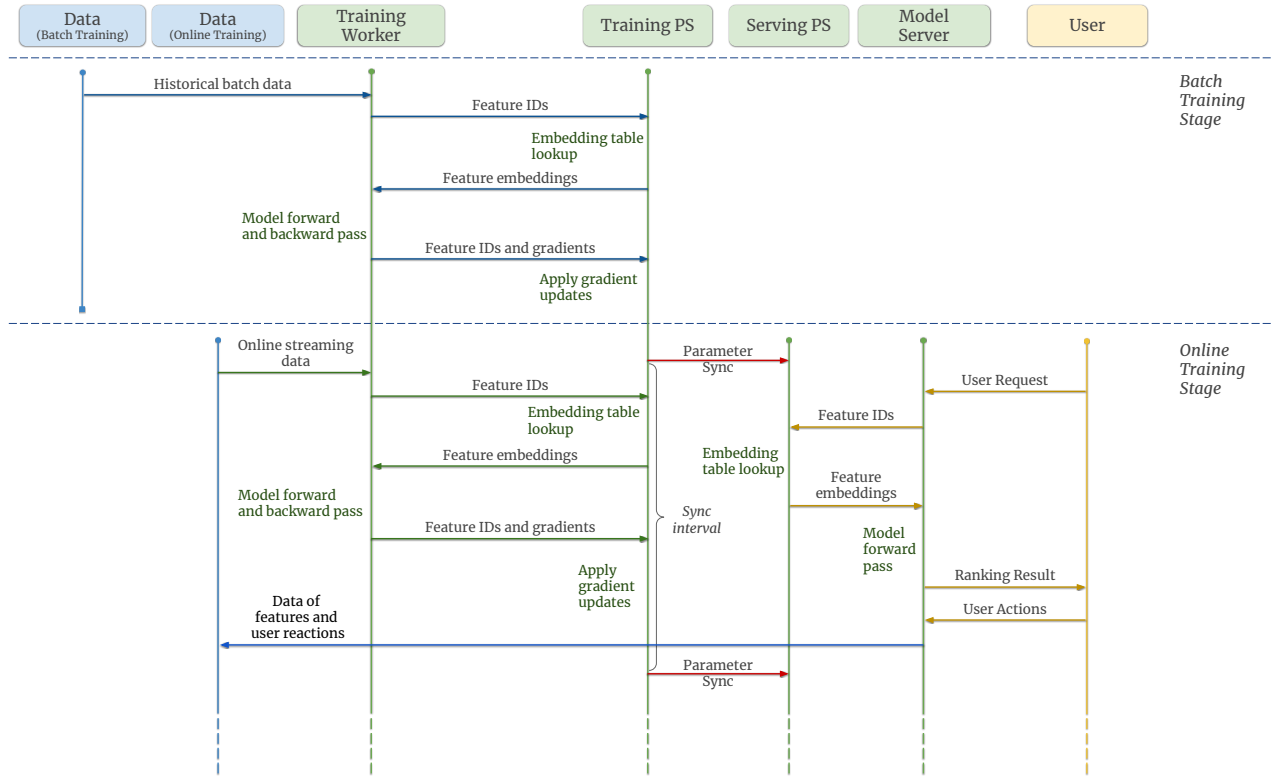 Data
(Batch Training)
Data
(Online Training)
Training
Worker
Training PS
Serving PS
Model
Server
User
Batch
Training
Stage
Historical batch data
Feature IDs
Embedding table
lookup
Feature embeddings
Model forward
and backward pass
Feature IDs and gradients
Apply gradient
updates
Online
Training
Stage
Online streaming
data
Parameter
Sync
User Request
Feature IDs
Feature IDs
Embedding table
lookup
Embedding
table lookup
Feature embeddings
Feature
embeddings
Model forward
and backward pass
Sync
interval
Feature IDs and gradients
Model
forward
pass
Apply
gradient
updates
Ranking Result
Data of
features and
user reactions
User Actions
Parameter
Sync